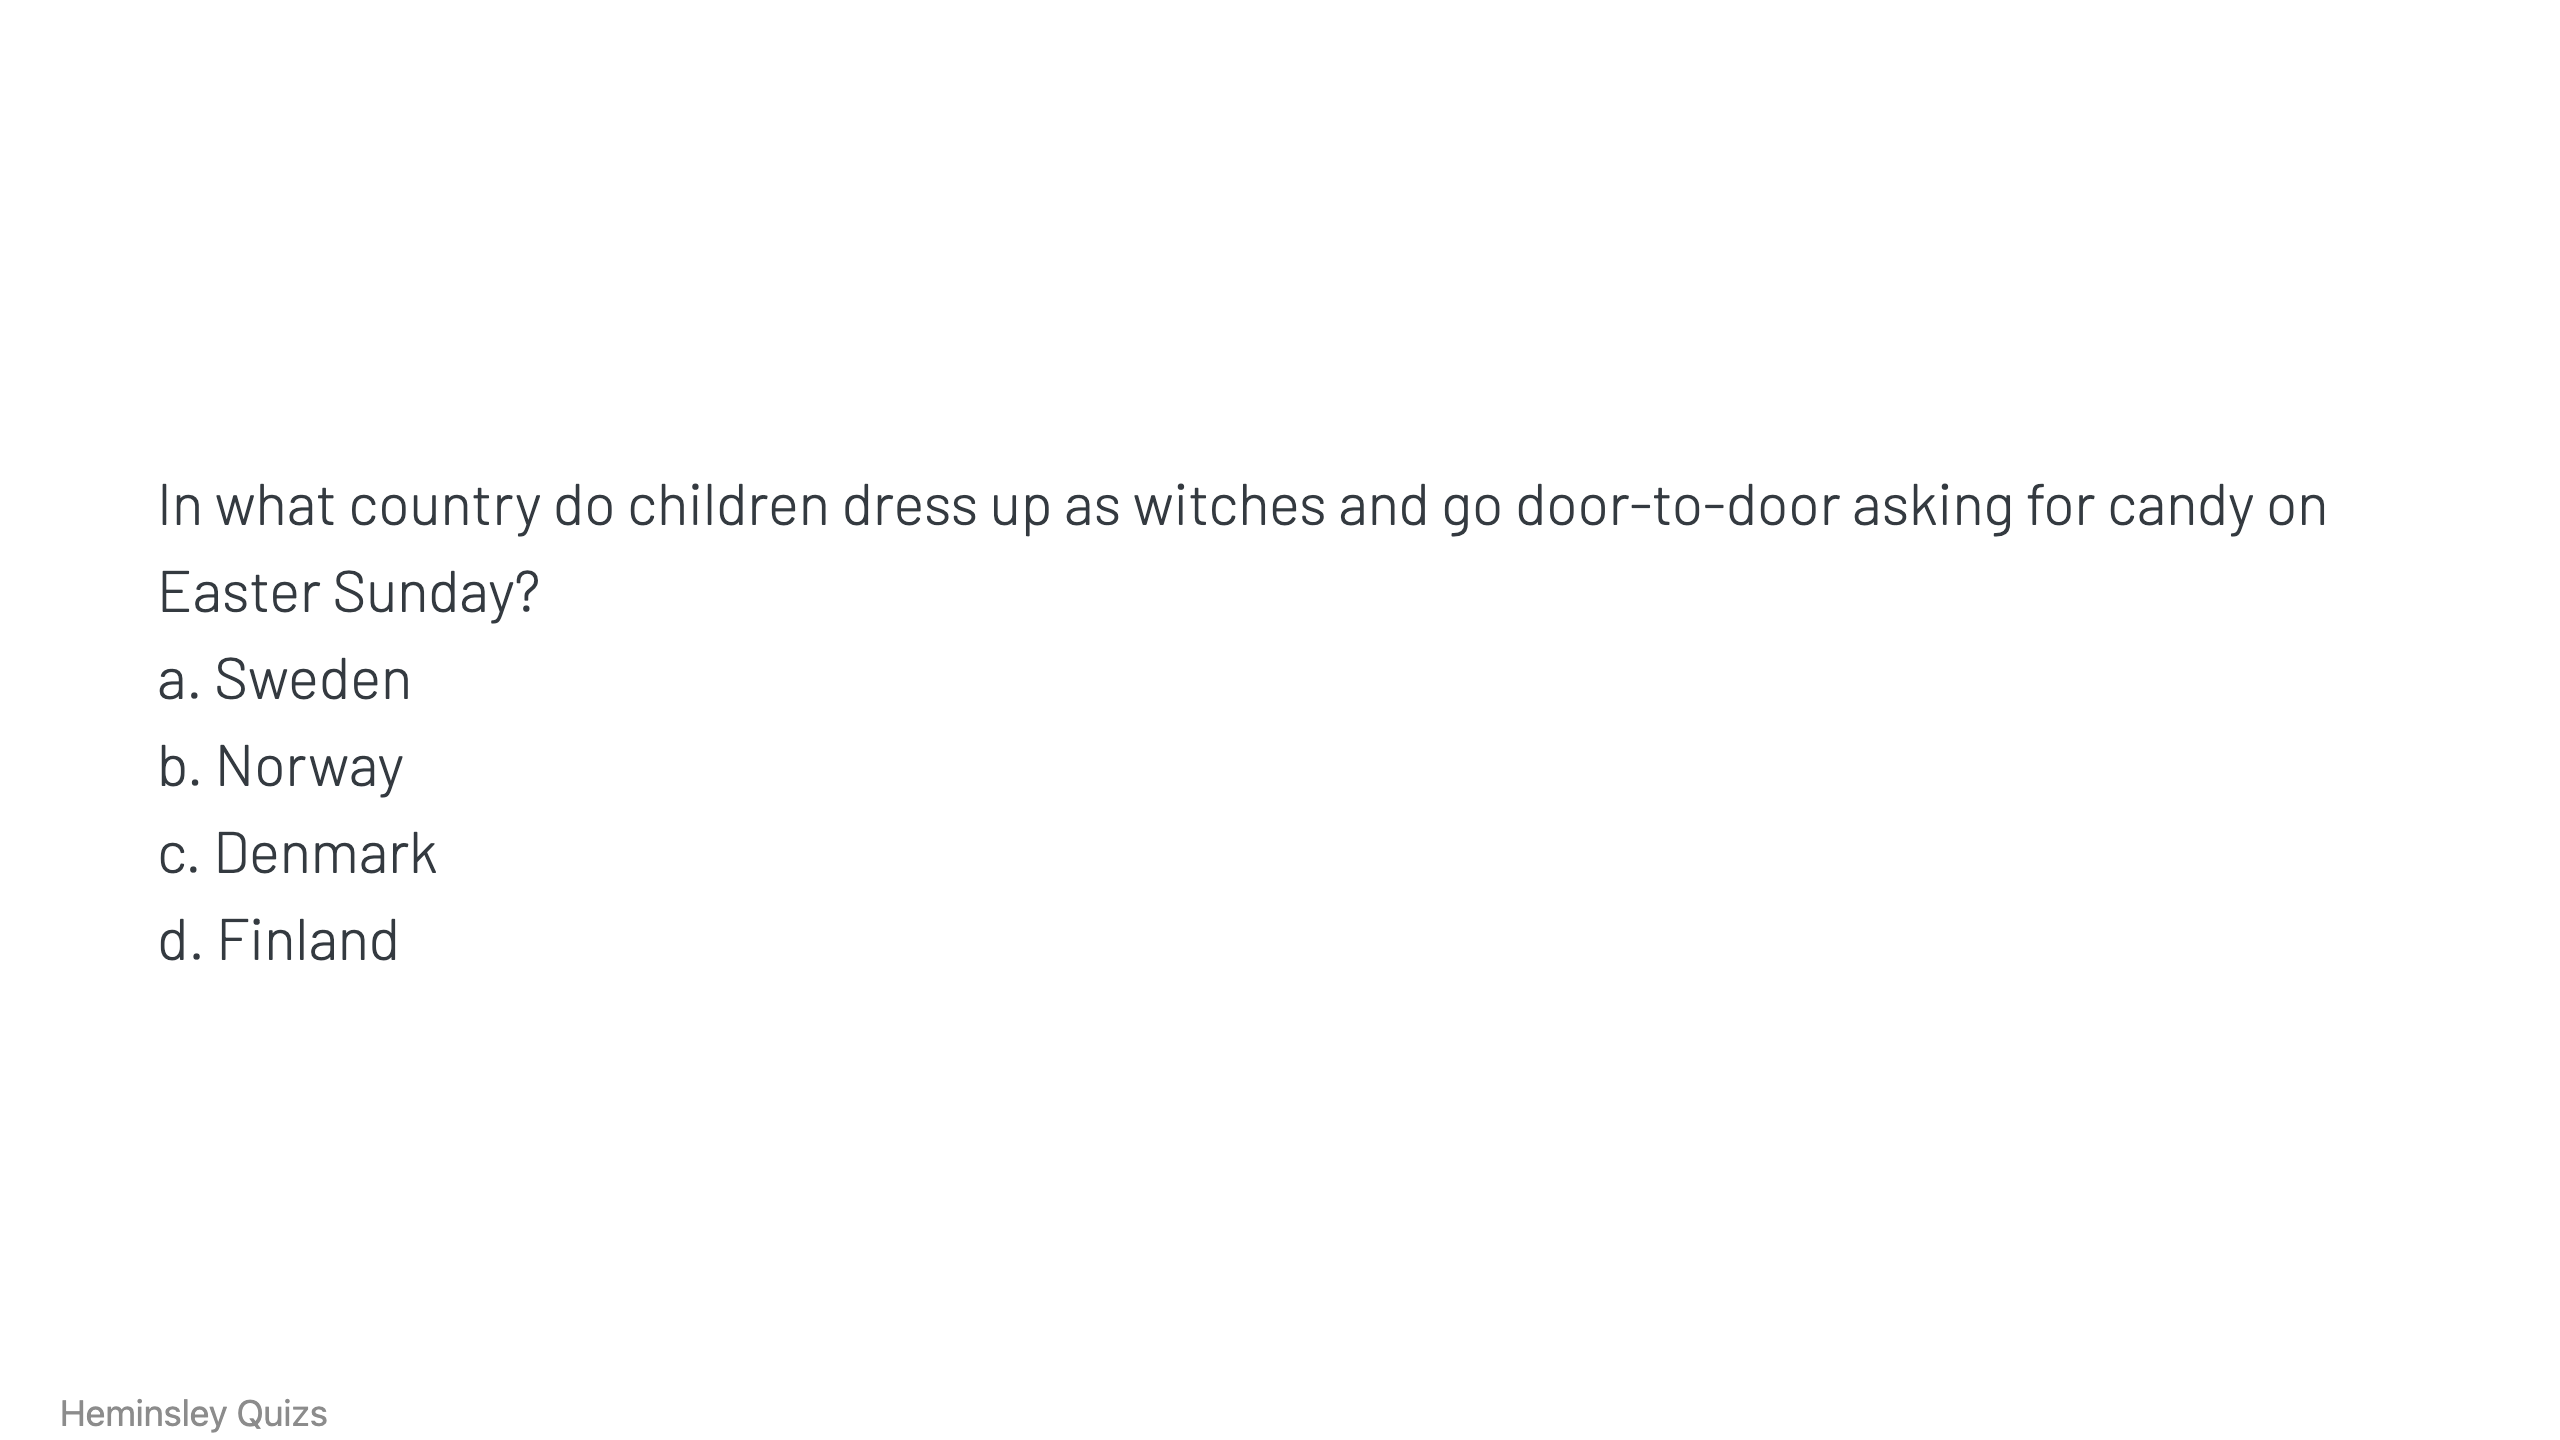 In what country do children dress up as witches and go door-to-door asking for candy on
Easter Sunday?
a. Sweden
b. Norway
c. Denmark
d. Finland
Heminsley Quizs